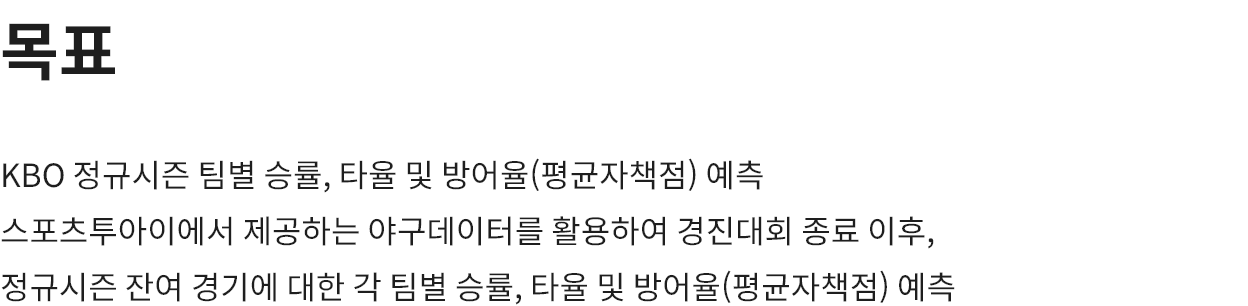 목표
KBO 정규시즌 팀별 승률, 타율 및 방어율(평균자책점) 예측
스포츠투아이에서 제공하는 야구데이터를 활용하여 경진대회 종료 이후,
정규시즌 잔여 경기에 대한 각 팀별 승률, 타율 및 방어율(평균자책점) 예측